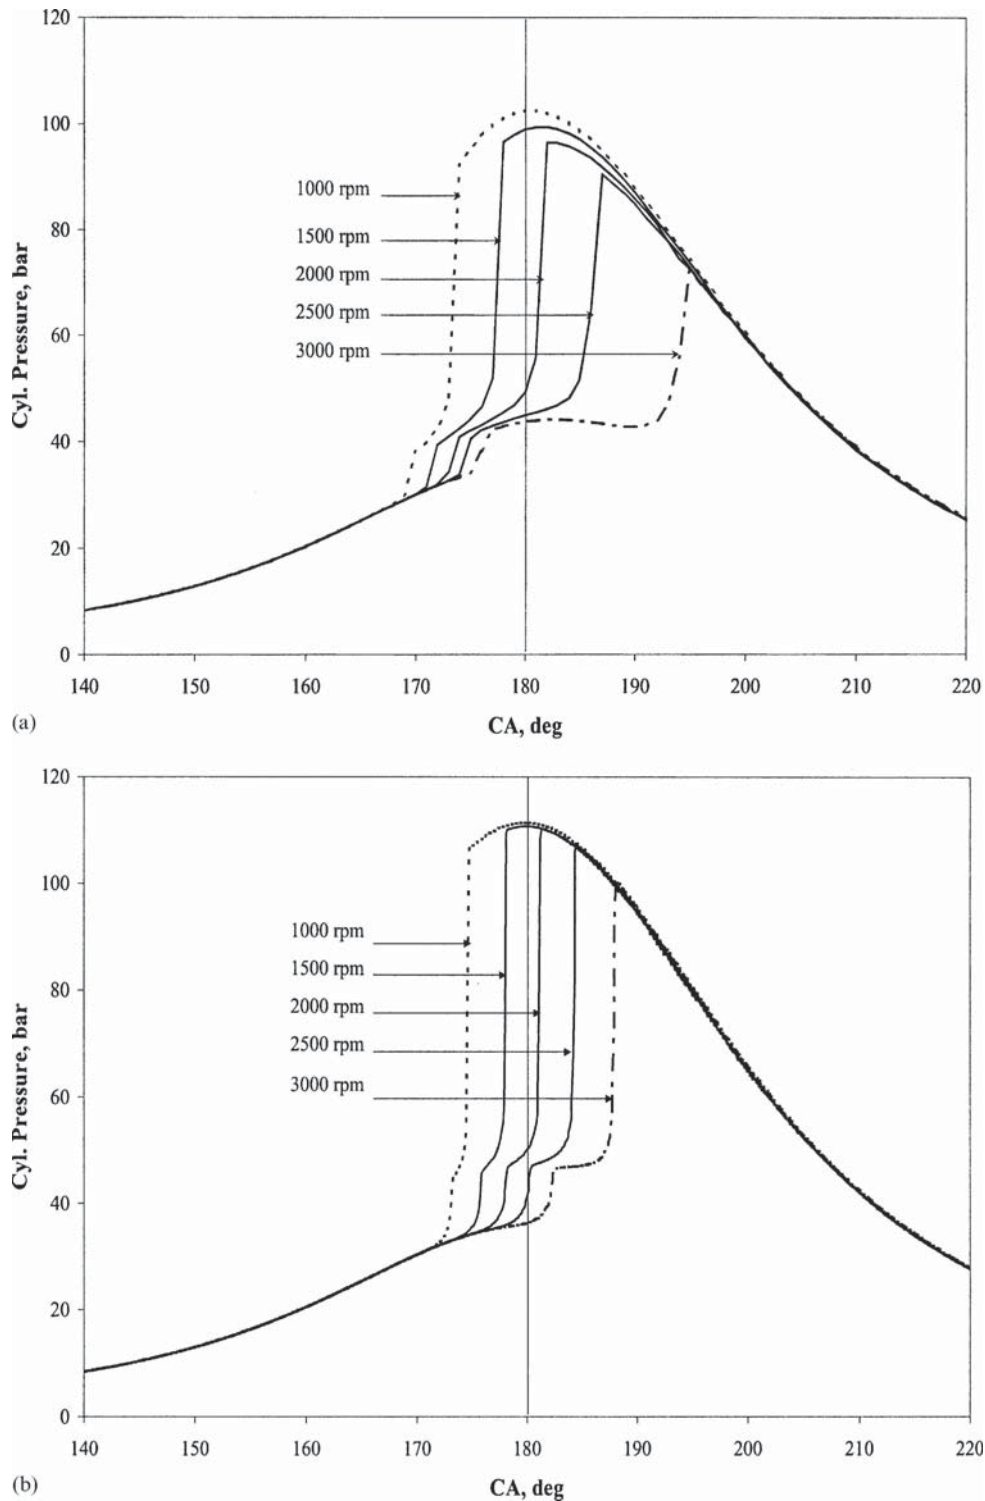 120
100
80
60
40
20
0
Cyl. Pressure, bar
1000 rpm
1500 rpm
2000 rpm
2500 rpm
3000 rpm
140 150 160 170 180 190 200 210 220
CA, deg
(a)
120
100
80
60
40
20
0
Cyl. Pressure, bar
1000 rpm
1500 rpm
2000 rpm
2500 rpm
3000 rpm
140 150 160 170 180 190 200 210 220
CA, deg
(b)